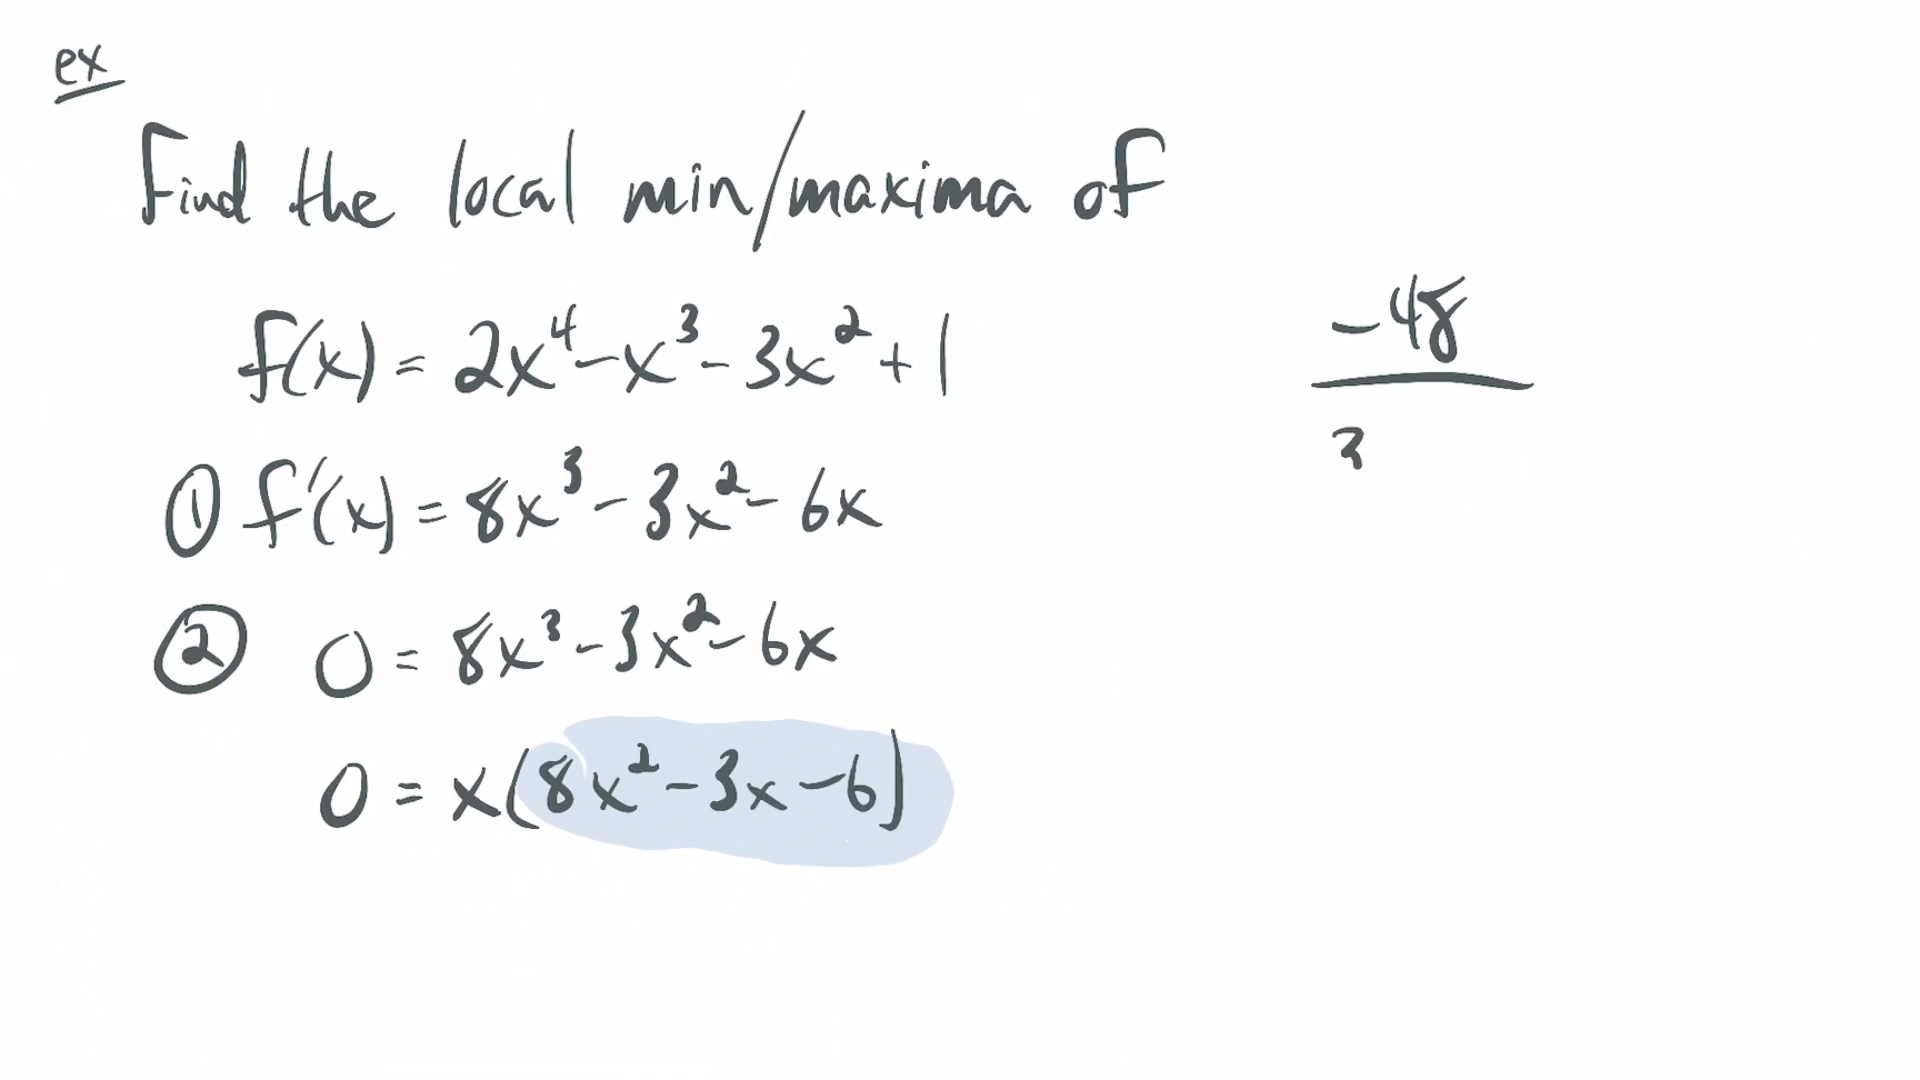 ex
Find the local min/maxima of
f(x) = 2x⁴-x³-3x²+1
-48
3
① f'(x) = 8x³-3x²-6x
② 0 = 8x³-3x²-6x
0 = x(8x²-3x-6)